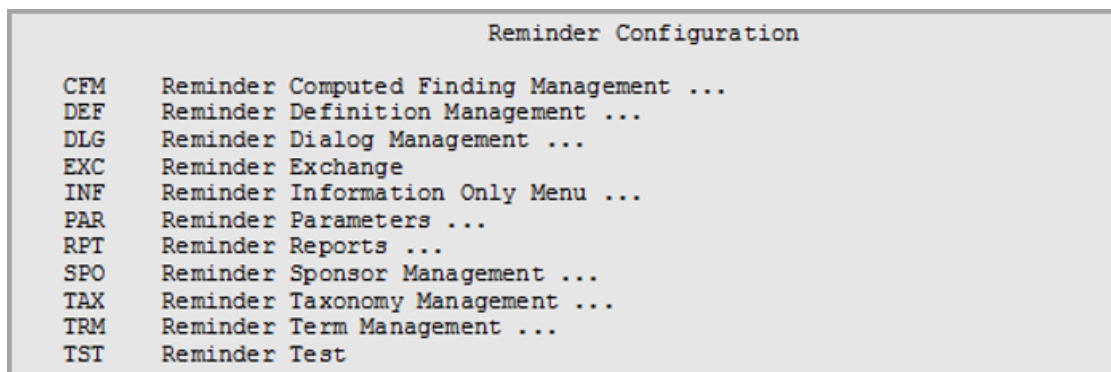 Reminder Configuration
CFM Reminder Computed Finding Management ...
DEF Reminder Definition Management ...
DLG Reminder Dialog Management ...
EXC Reminder Exchange
INF Reminder Information Only Menu ...
PAR Reminder Parameters ...
RPT Reminder Reports ...
SPO Reminder Sponsor Management ...
TAX Reminder Taxonomy Management ...
TRM Reminder Term Management ...
TST Reminder Test